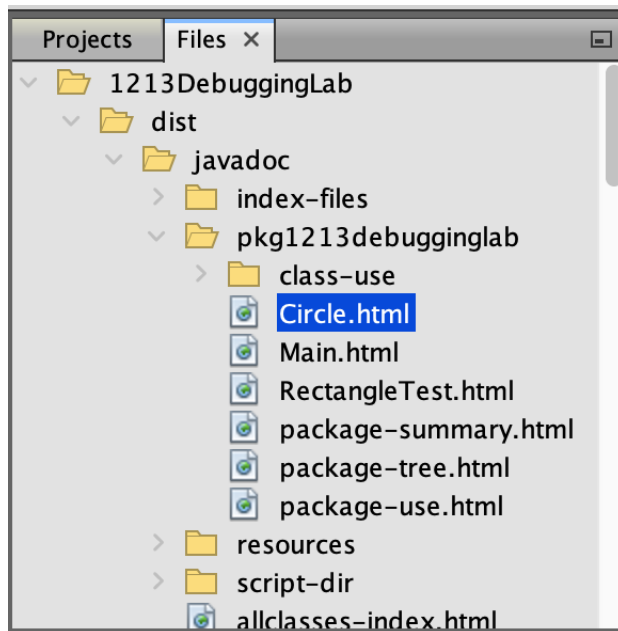 Projects Files ×
1213DebuggingLab
dist
javadoc
index-files
pkg1213debugginglab
class-use
Circle.html
Main.html
RectangleTest.html
package-summary.html
package-tree.html
package-use.html
resources
script-dir
allclasses-index.html